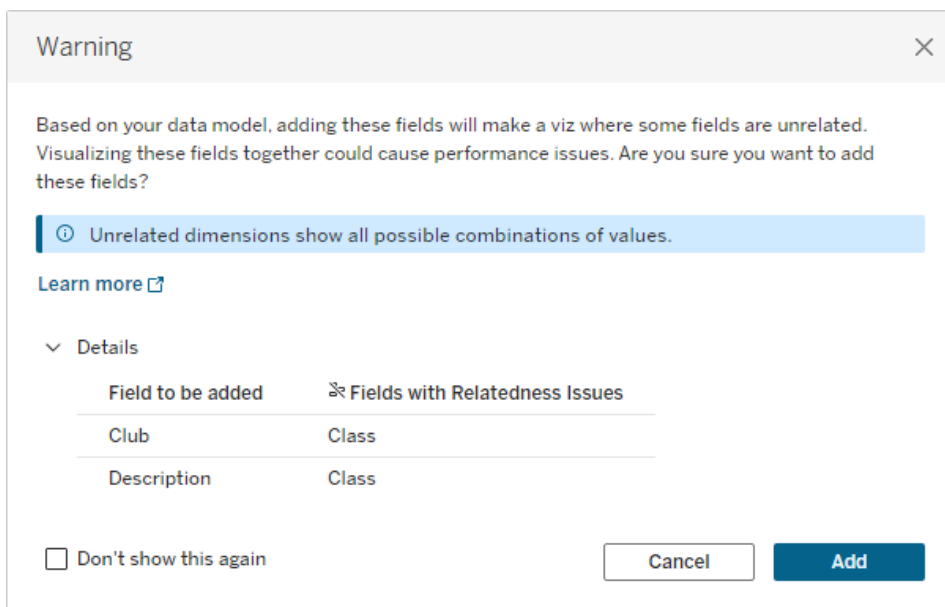 Warning
Based on your data model, adding these fields will make a viz where some fields are unrelated.
Visualizing these fields together could cause performance issues. Are you sure you want to add
these fields?
Unrelated dimensions show all possible combinations of values.
Learn more
Details
Field to be added Fields with Relatedness Issues
Club Class
Description Class
Don't show this again Cancel Add